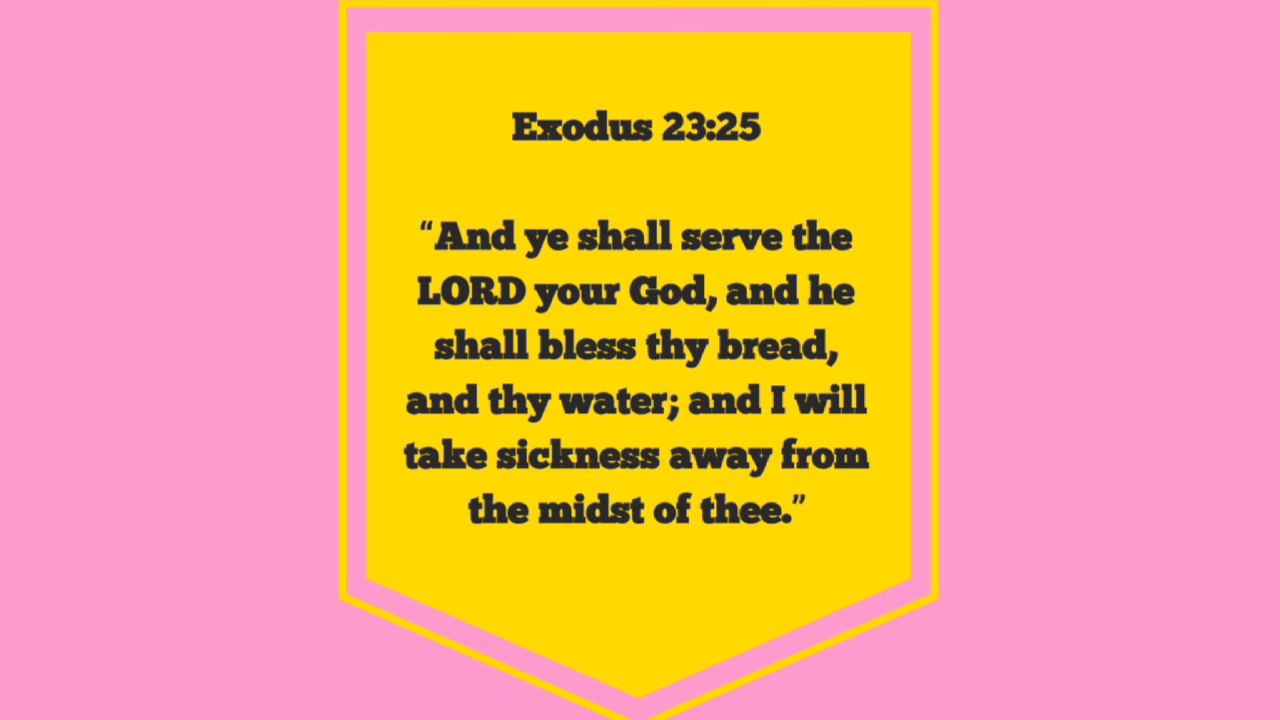 Exodus 23:25
“And ye shall serve the
LORD your God, and he
shall bless thy bread,
and thy water; and I will
take sickness away from
the midst of thee.”